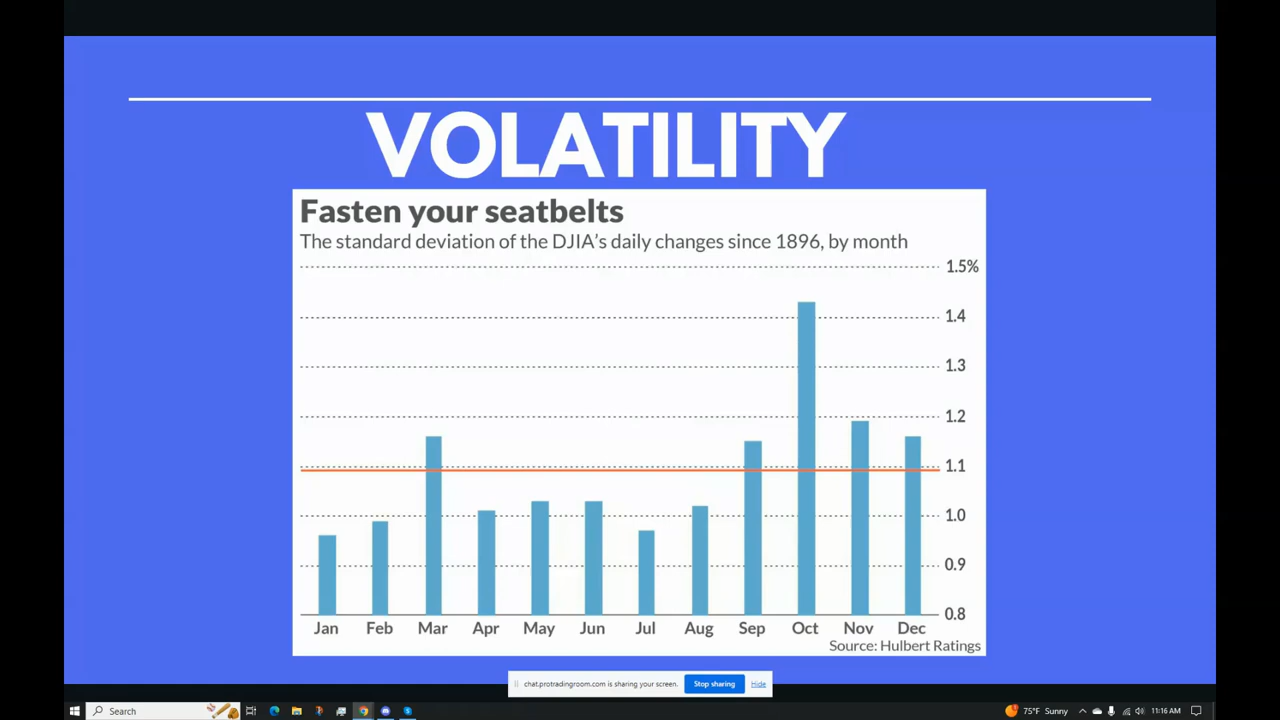 VOLATILITY
Fasten your seatbelts
The standard deviation of the DJIA's daily changes since 1896, by month
1.5%
1.4
1.3
1.2
1.1
1.0
0.9
0.8
Jan Feb Mar Apr May Jun Jul Aug Sep Oct Nov Dec
Source: Hulbert Ratings
chat.protradingroom.com is sharing your screen. Stop sharing Hide
Search 75°F Sunny 11:16 AM